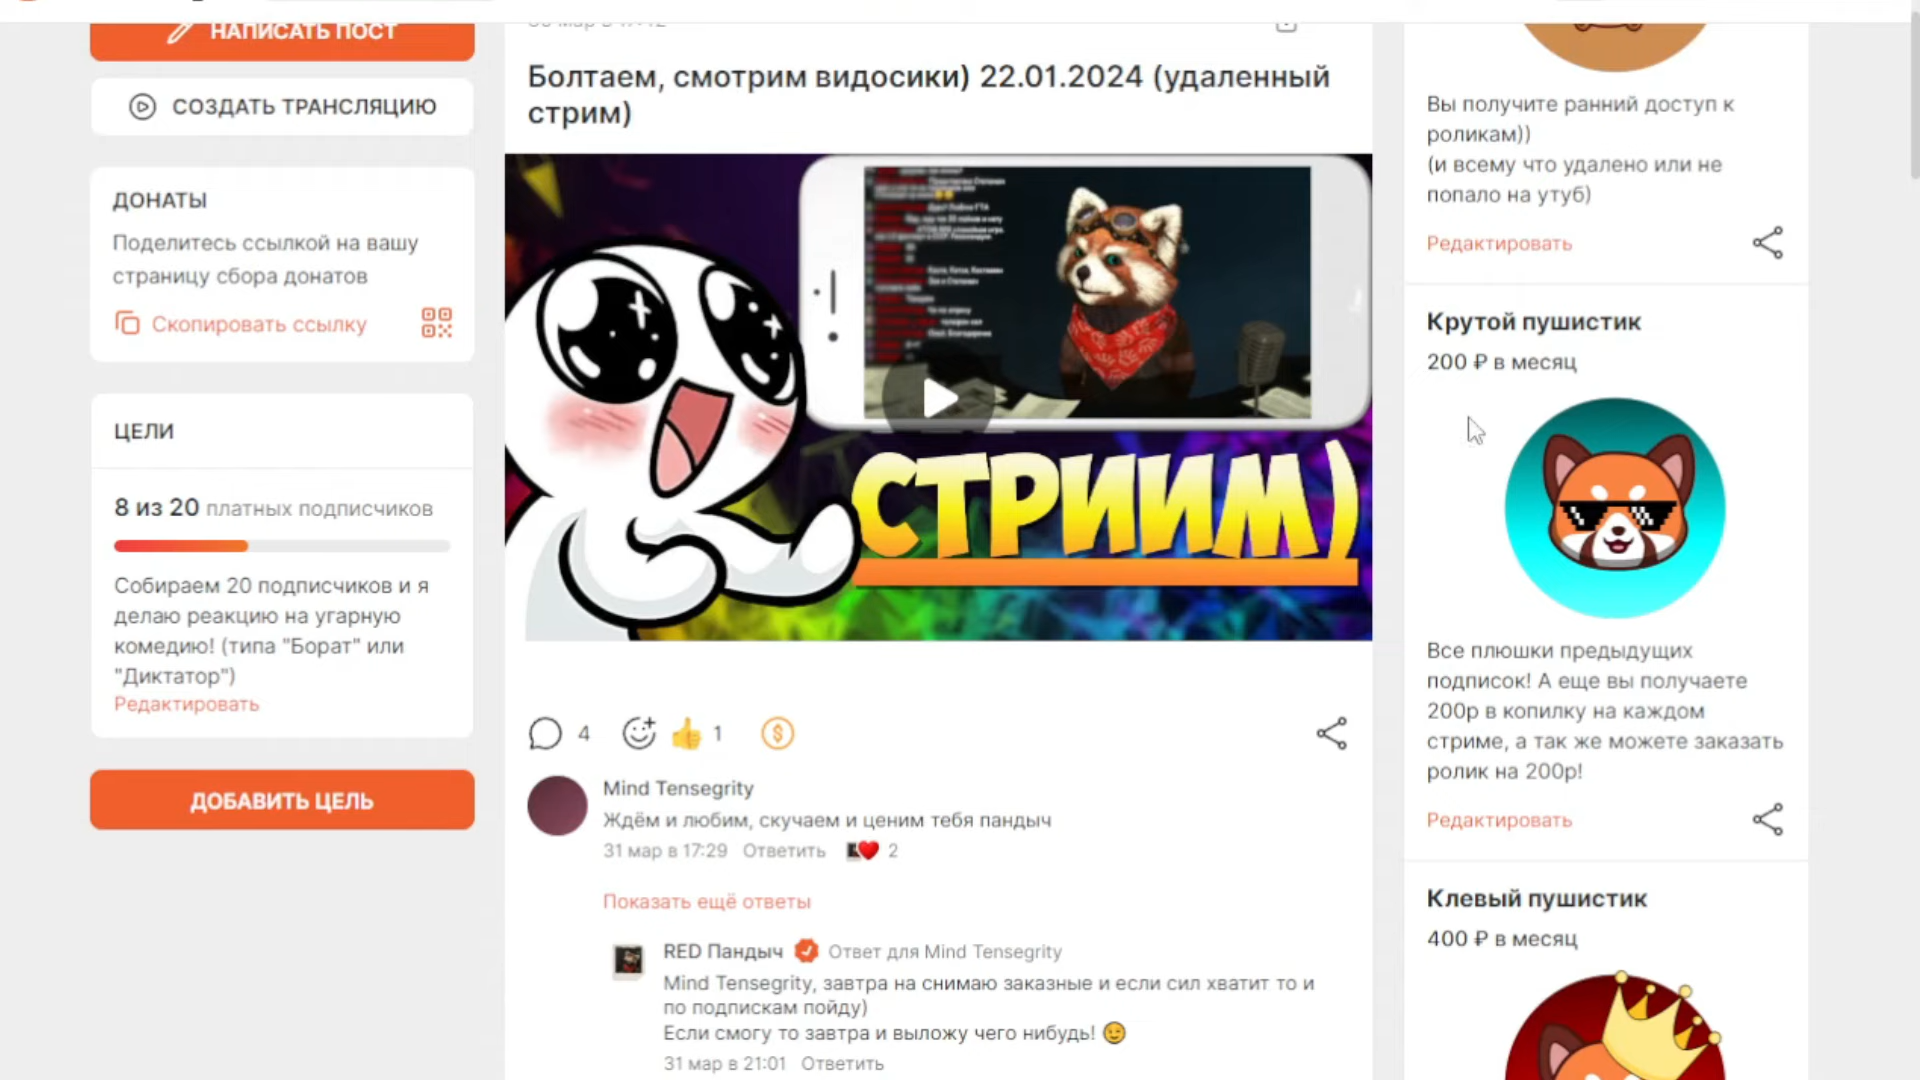 НАПИСАТЬ ПОСТ
СОЗДАТЬ ТРАНСЛЯЦИЮ
ДОНАТЫ
Поделитесь ссылкой на вашу
страницу сбора донатов
Скопировать ссылку
ЦЕЛИ
8 из 20 платных подписчиков
Собираем 20 подписчиков и я
делаю реакцию на угарную
комедию! (типа "Борат" или
"Диктатор")
Редактировать
ДОБАВИТЬ ЦЕЛЬ
Болтаем, смотрим видосики) 22.01.2024 (удаленный
стрим)
СТРИИМ)
4
1
Mind Tensegrity
Ждём и любим, скучаем и ценим тебя пандыч
31 мар в 17:29 Ответить 2
Показать ещё ответы
RED Пандыч Ответ для Mind Tensegrity
Mind Tensegrity, завтра на снимаю заказные и если сил хватит то и
по подпискам пойду)
Если смогу то завтра и выложу чего нибудь! 😉
31 мар в 21:01 Ответить
Вы получите ранний доступ к
роликам))
(и всему что удалено или не
попало на утуб)
Редактировать
Крутой пушистик
200 ₽ в месяц
Все плюшки предыдущих
подписок! А еще вы получаете
200р в копилку на каждом
стриме, а так же можете заказать
ролик на 200р!
Редактировать
Клевый пушистик
400 ₽ в месяц